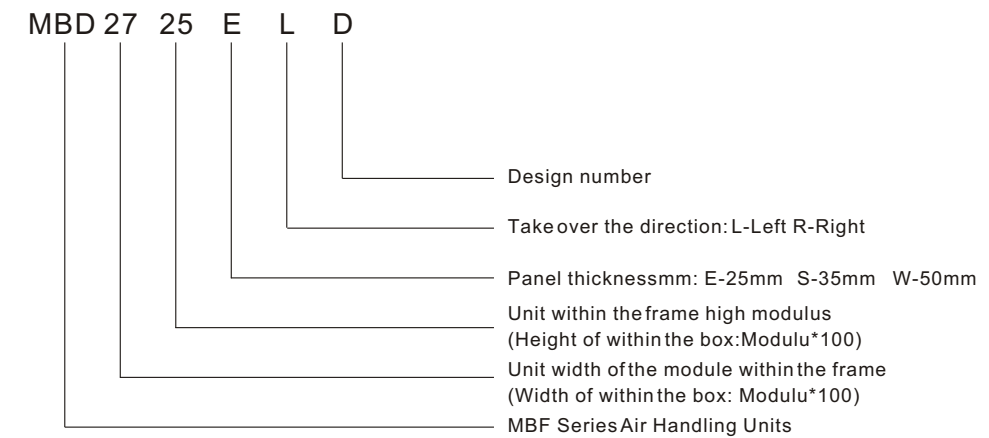 MBD 27 25 E L D
Design number
Take over the direction: L-Left R-Right
Panel thicknessmm: E-25mm S-35mm W-50mm
Unit within the frame high modulus
(Height of within the box:Modulu*100)
Unit width of the module within the frame
(Width of within the box: Modulu*100)
MBF Series Air Handling Units